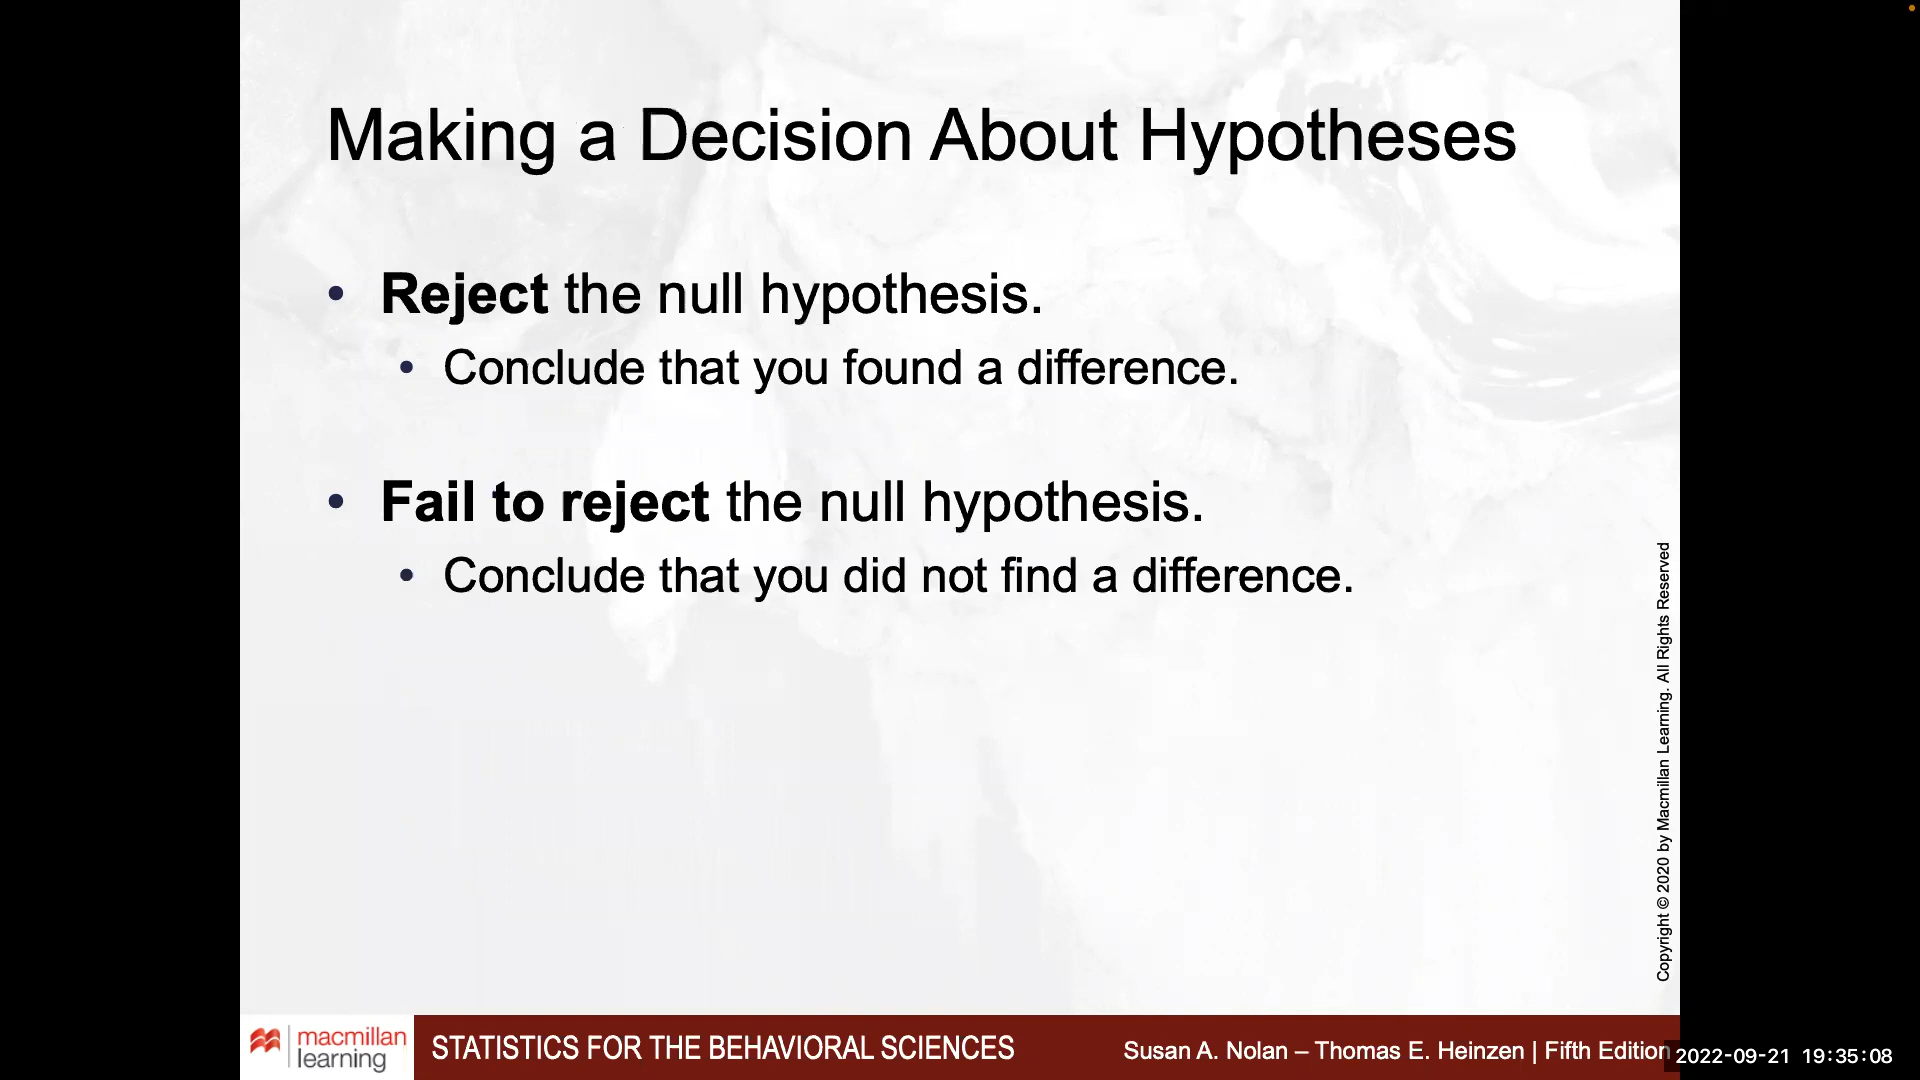 Making a Decision About Hypotheses
• Reject the null hypothesis.
• Conclude that you found a difference.
• Fail to reject the null hypothesis.
• Conclude that you did not find a difference.
Copyright © 2020 by Macmillan Learning. All Rights Reserved
macmillan
learning
STATISTICS FOR THE BEHAVIORAL SCIENCES
Susan A. Nolan – Thomas E. Heinzen | Fifth Edition
2022-09-21 19:35:08